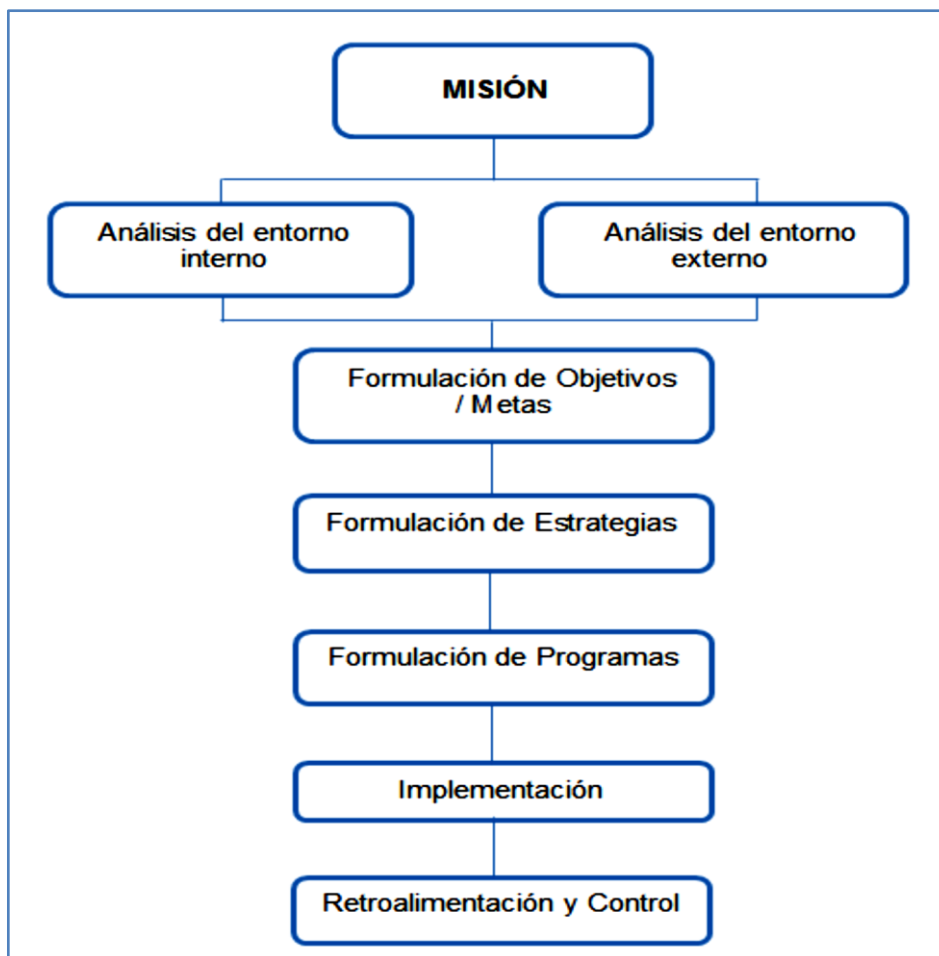 MISIÓN
Análisis del entorno
interno
Análisis del entorno
externo
Formulación de Objetivos
/ Metas
Formulación de Estrategias
Formulación de Programas
Implementación
Retroalimentación y Control